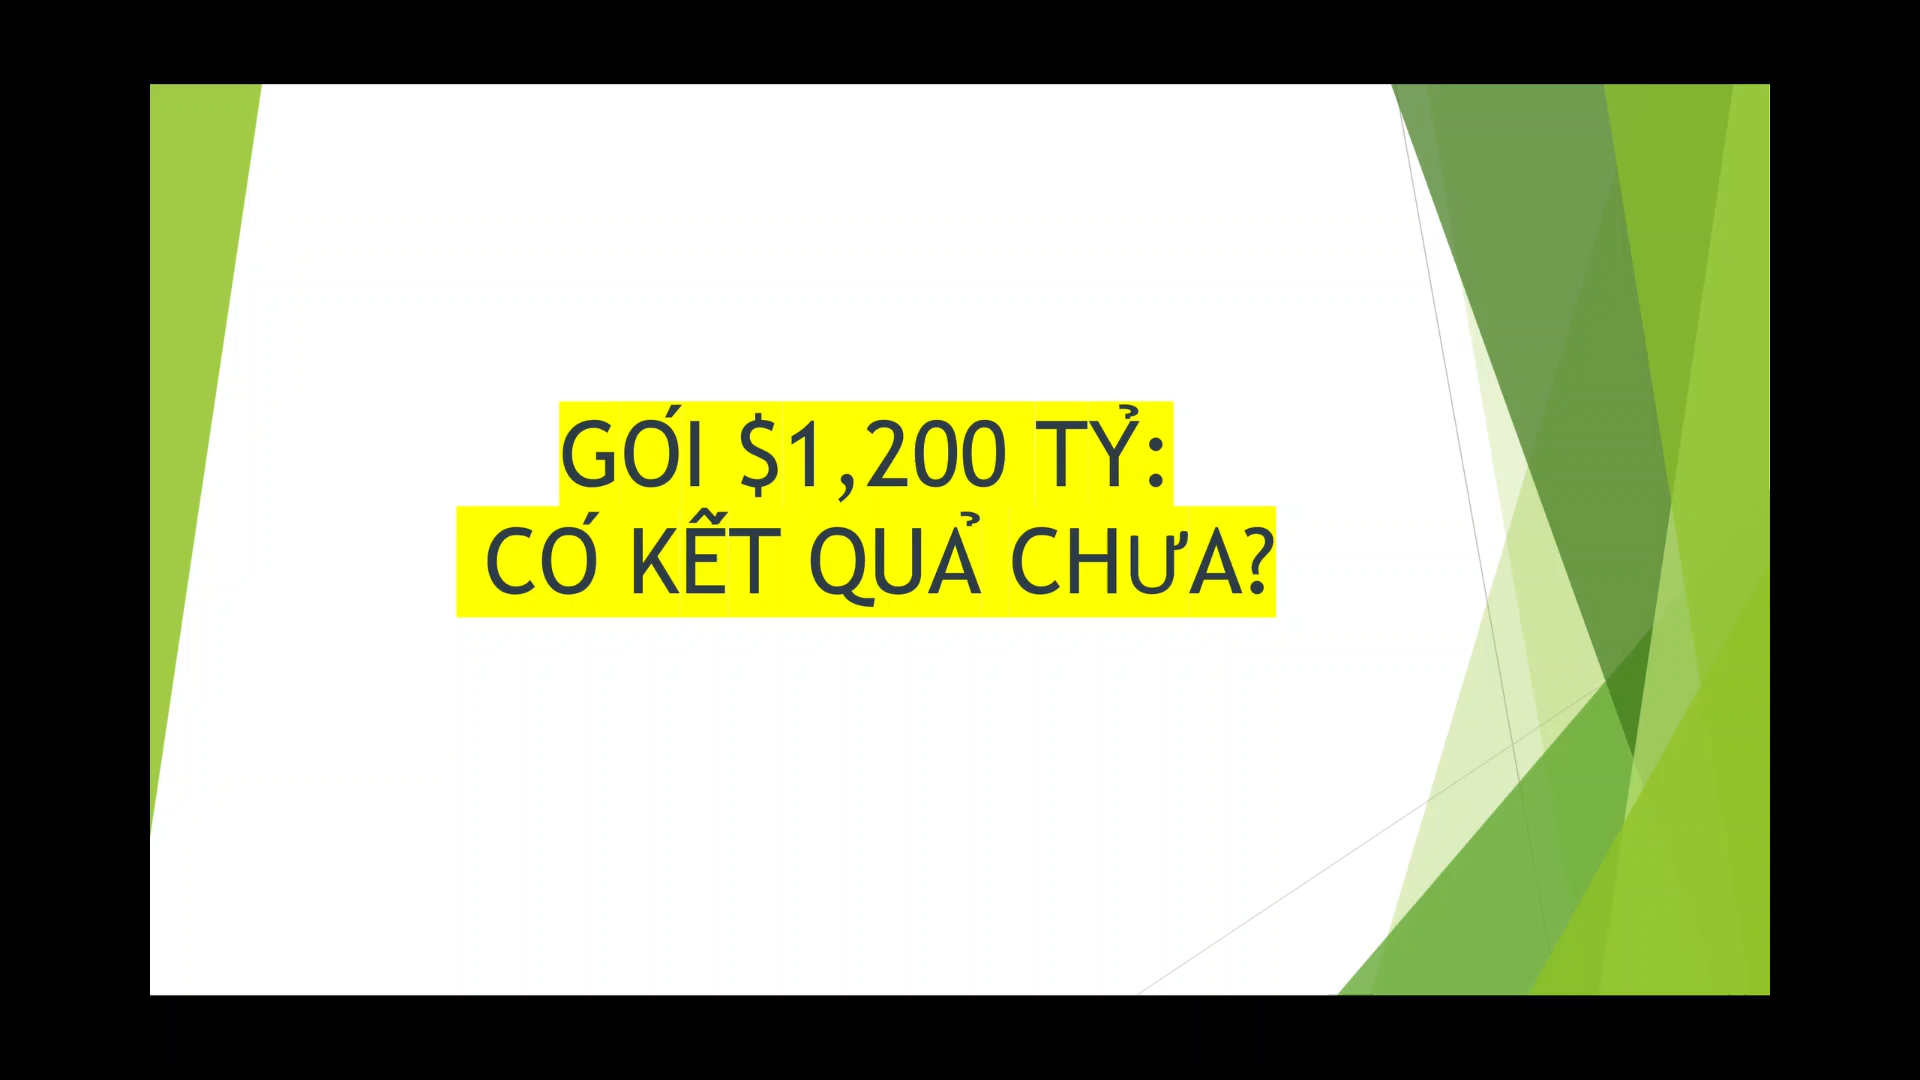 GÓI $1,200 TỶ:
CÓ KẾT QUẢ CHƯA?